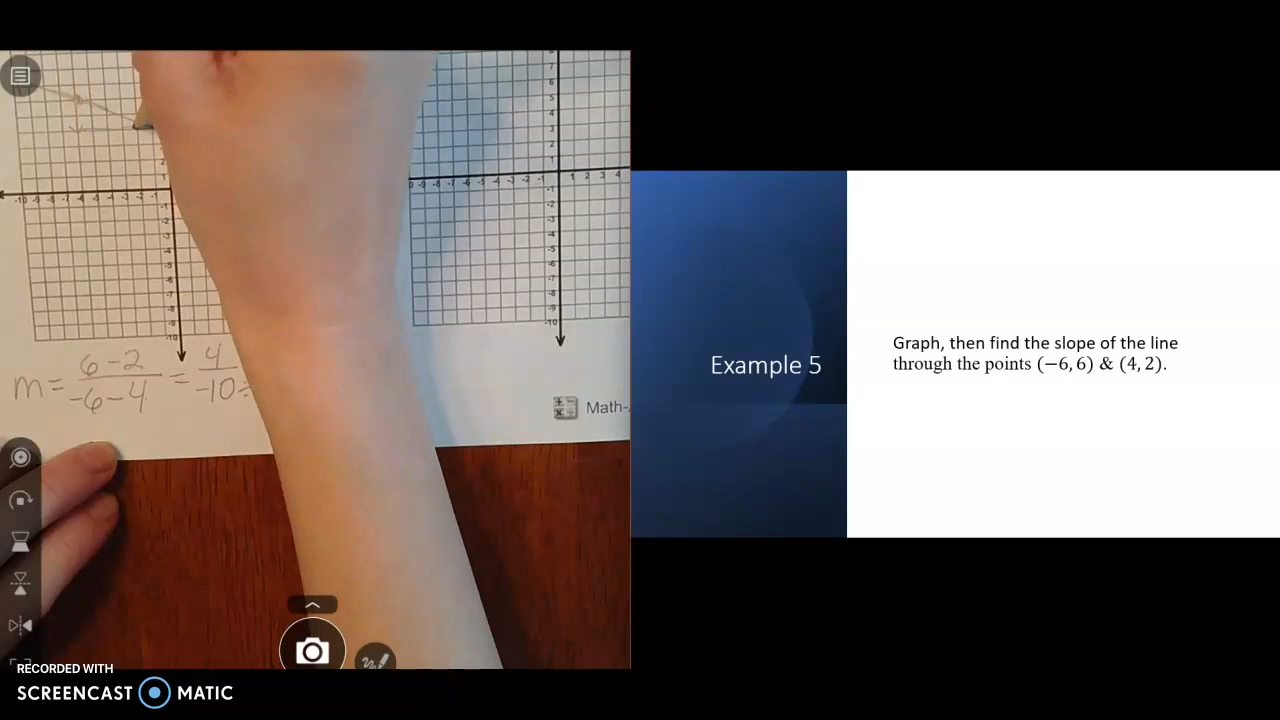 6 - 2
m = ______ = 4
-6 - 4 -10 ÷
Math-
Example 5
Graph, then find the slope of the line
through the points (−6, 6) & (4, 2).
RECORDED WITH
SCREENCAST MATIC